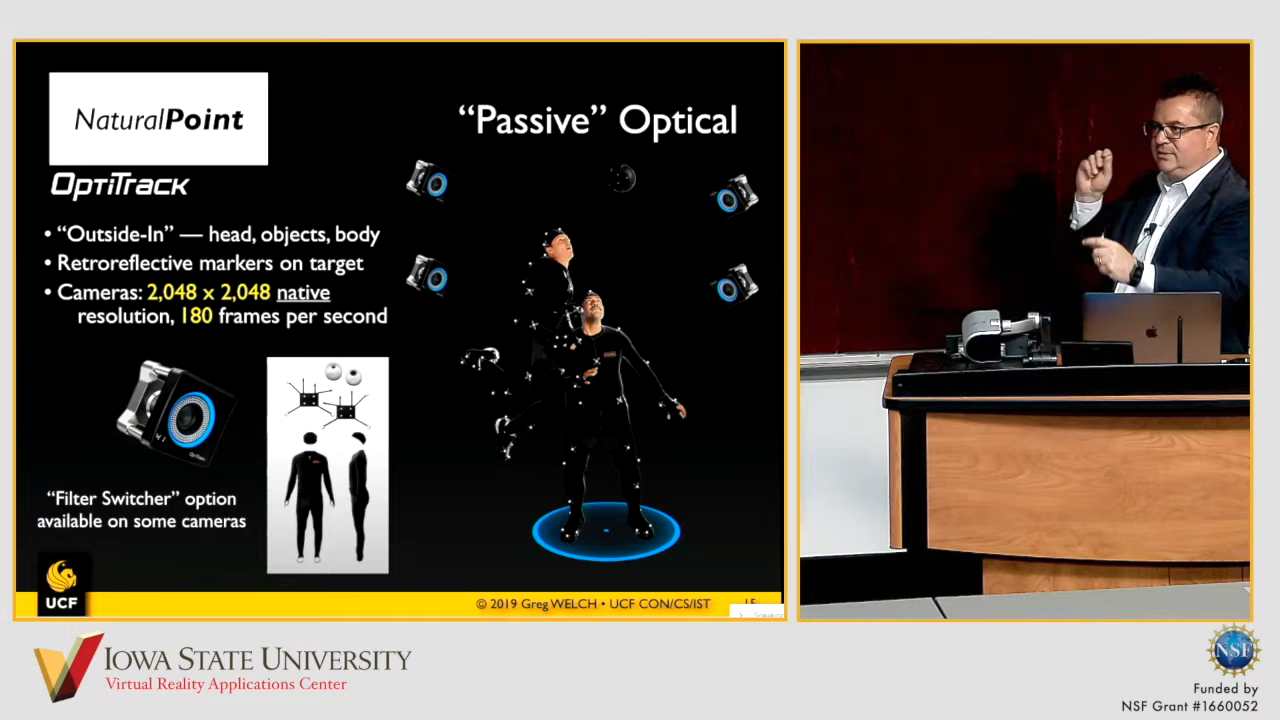 NaturalPoint
OptiTrack
“Passive” Optical
• “Outside-In” — head, objects, body
• Retroreflective markers on target
• Cameras: 2,048 x 2,048 native
resolution, 180 frames per second
“Filter Switcher” option
available on some cameras
UCF
© 2019 Greg WELCH • UCF CON/CS/IST
IOWA STATE UNIVERSITY
Virtual Reality Applications Center
NSF
Funded by
NSF Grant #1660052